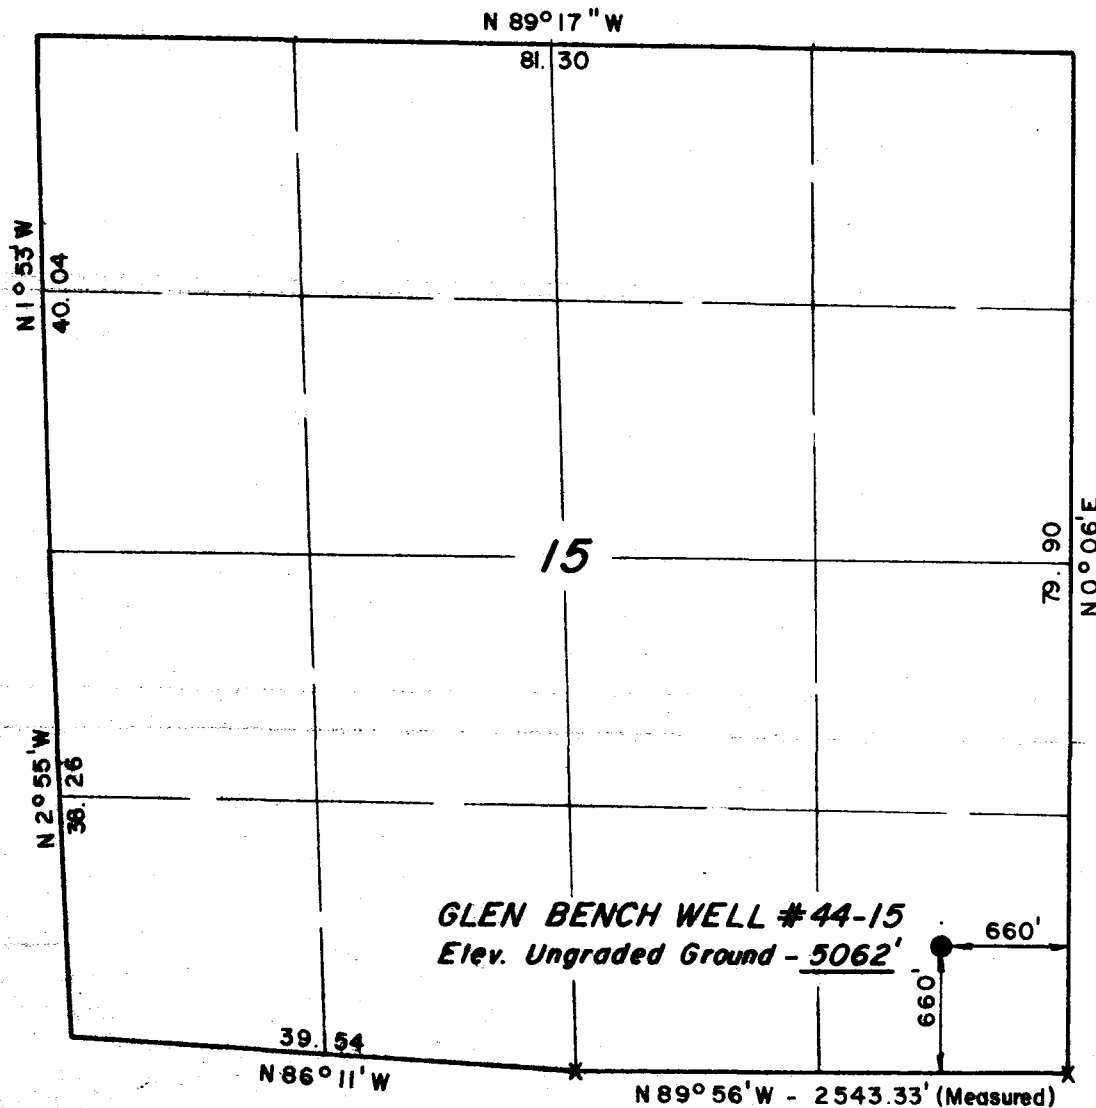 N 89° 17" W
81.30
N 1° 53' W
40.04
15
79.90
N 0° 06' E
N 2° 55' W
38.26
GLEN BENCH WELL #44-15
Elev. Ungraded Ground - 5062'
660'
660'
39.54
N 86° 11' W
N 89° 56' W - 2543.33' (Measured)